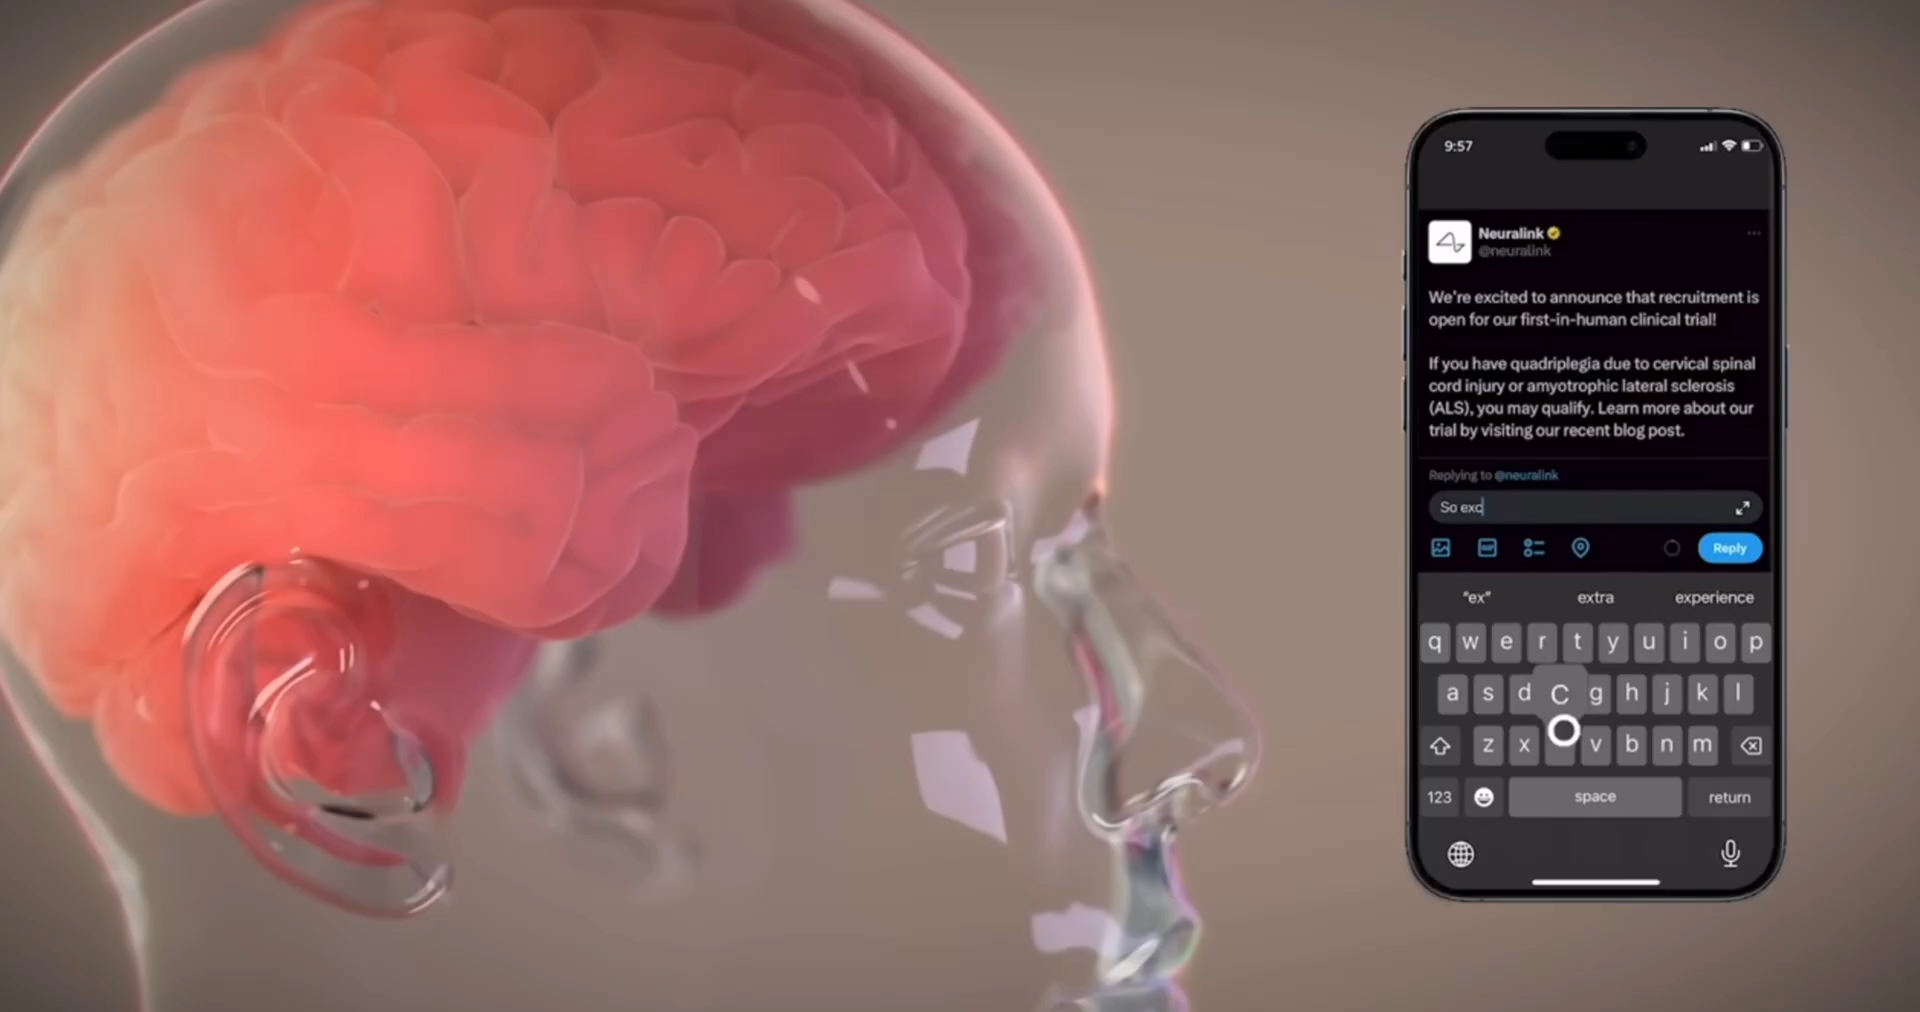 9:57
Neuralink
@neuralink
We're excited to announce that recruitment is
open for our first-in-human clinical trial!
If you have quadriplegia due to cervical spinal
cord injury or amyotrophic lateral sclerosis
(ALS), you may qualify. Learn more about our
trial by visiting our recent blog post.
Replying to @neuralink
So exc
GIF
Reply
"ex" extra experience
q w e r t y u i o p
a s d C g h j k l
z x v b n m
123 space return